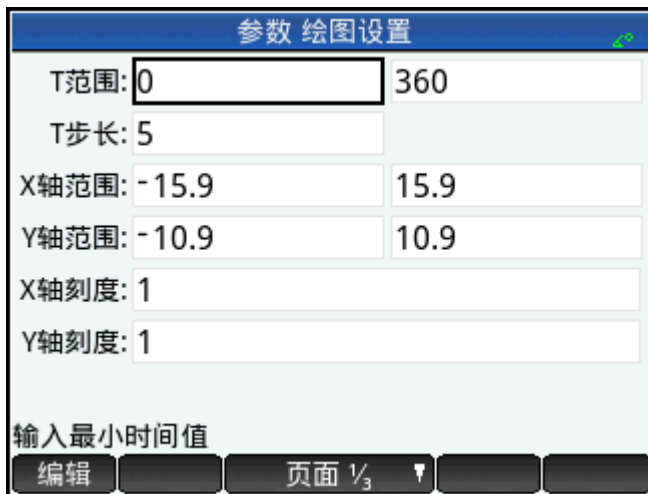 参数 绘图设置
T范围: 0 360
T步长: 5
X轴范围: -15.9 15.9
Y轴范围: -10.9 10.9
X轴刻度: 1
Y轴刻度: 1
输入最小时间值
编辑 页面 ⅓